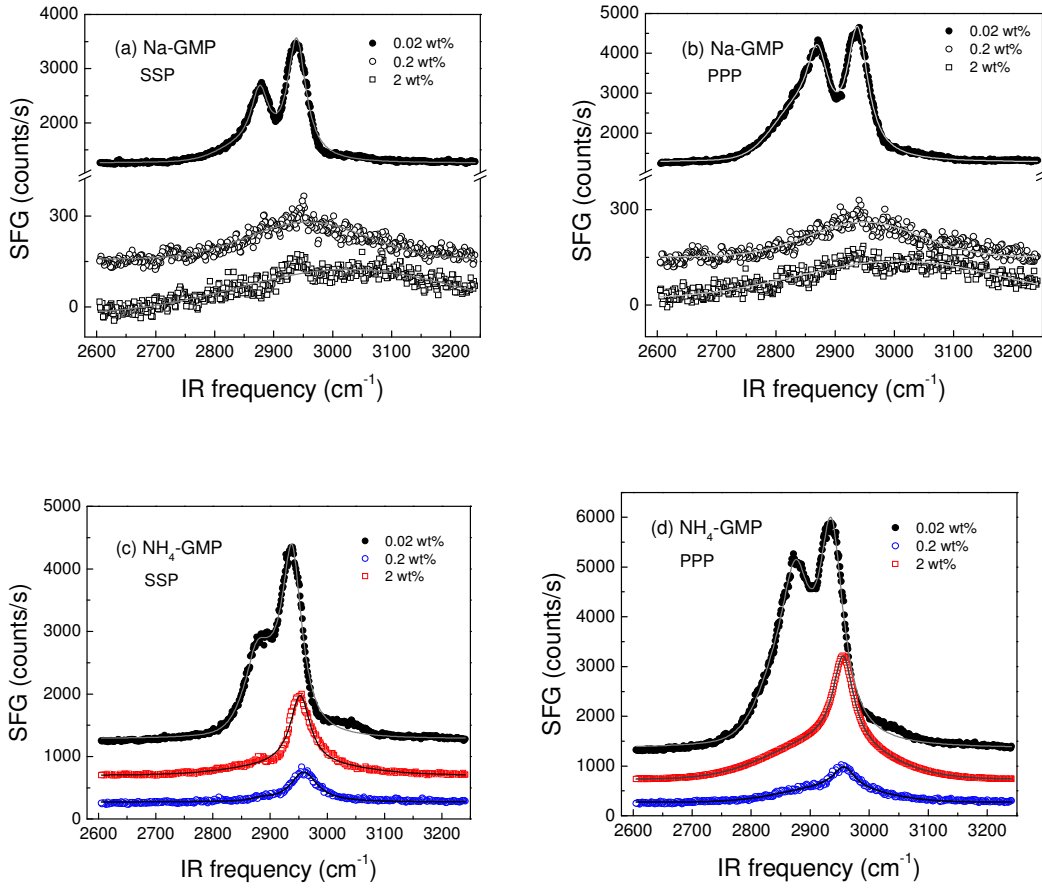 (a) Na-GMP
SSP
0.02 wt%
0.2 wt%
2 wt%
SFG (counts/s)
4000
3000
2000
300
0
2600 2700 2800 2900 3000 3100 3200
IR frequency (cm⁻¹)
(b) Na-GMP
PPP
0.02 wt%
0.2 wt%
2 wt%
SFG (counts/s)
5000
4000
3000
2000
300
0
2600 2700 2800 2900 3000 3100 3200
IR frequency (cm⁻¹)
(c) NH₄-GMP
SSP
0.02 wt%
0.2 wt%
2 wt%
SFG (counts/s)
5000
4000
3000
2000
1000
0
2600 2700 2800 2900 3000 3100 3200
IR frequency (cm⁻¹)
(d) NH₄-GMP
PPP
0.02 wt%
0.2 wt%
2 wt%
SFG (counts/s)
6000
5000
4000
3000
2000
1000
0
2600 2700 2800 2900 3000 3100 3200
IR frequency (cm⁻¹)